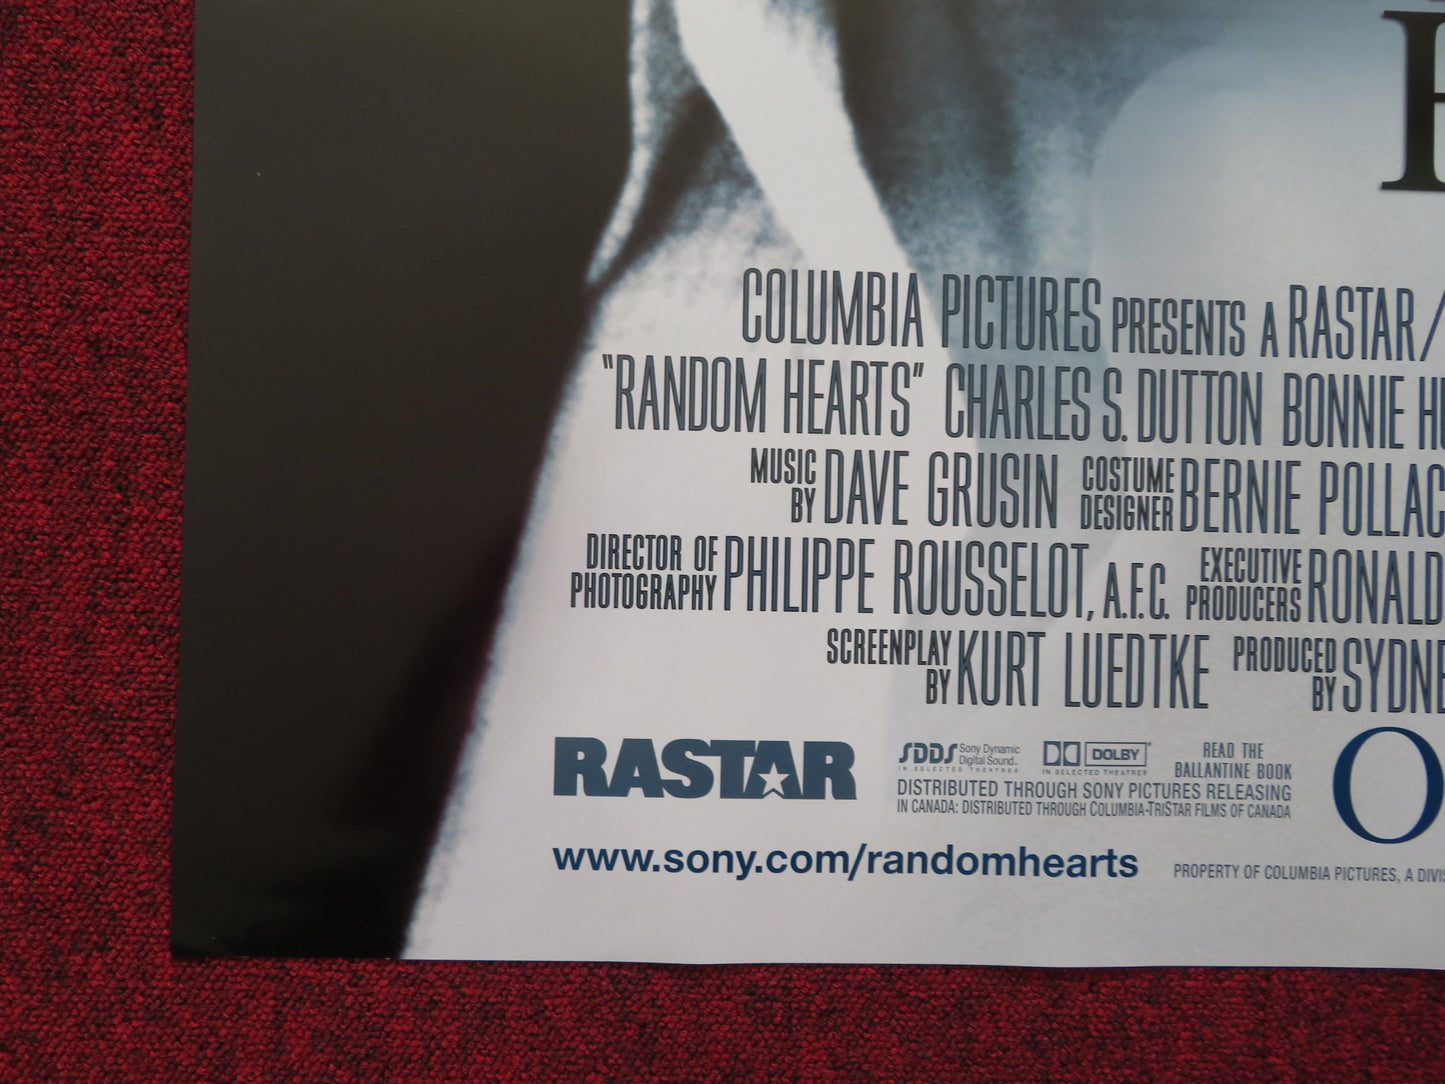 COLUMBIA PICTURES PRESENTS A RASTAR/
"RANDOM HEARTS" CHARLES S. DUTTON BONNIE
MUSIC BY DAVE GRUSIN COSTUME DESIGNER BERNIE POLLAC
DIRECTOR OF PHOTOGRAPHY PHILIPPE ROUSSELOT, A.F.C. EXECUTIVE PRODUCERS RONALD
SCREENPLAY BY KURT LUEDTKE PRODUCED BY SYDNE
RASTAR
SDDS Sony Dynamic Digital Sound.
IN SELECTED THEATRES
DOLBY
IN SELECTED THEATRES
READ THE
BALLANTINE BOOK
DISTRIBUTED THROUGH SONY PICTURES RELEASING
IN CANADA: DISTRIBUTED THROUGH COLUMBIA-TRISTAR FILMS OF CANADA
O
www.sony.com/randomhearts
PROPERTY OF COLUMBIA PICTURES, A DIVIS